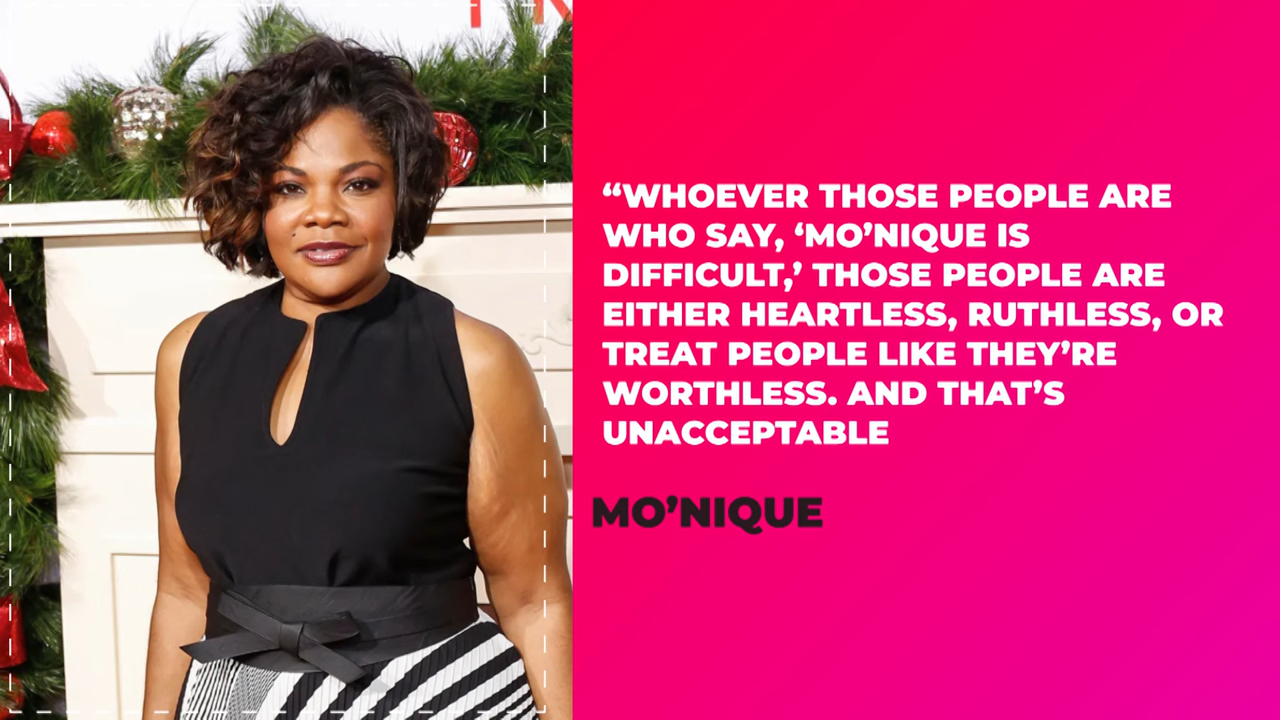 “WHOEVER THOSE PEOPLE ARE
WHO SAY, ‘MO’NIQUE IS
DIFFICULT,’ THOSE PEOPLE ARE
EITHER HEARTLESS, RUTHLESS, OR
TREAT PEOPLE LIKE THEY’RE
WORTHLESS. AND THAT’S
UNACCEPTABLE
MO’NIQUE